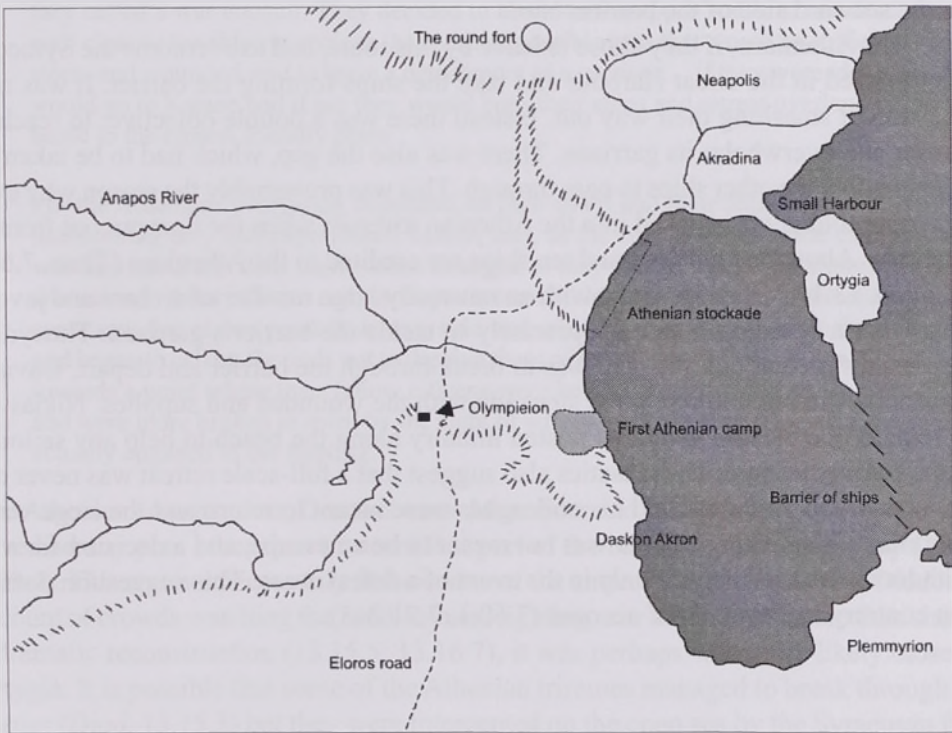 The round fort
Neapolis
Akradina
Anapos River
Small Harbour
Ortygia
Athenian stockade
Olympieion
First Athenian camp
Barrier of ships
Daskon Akron
Plemmyrion
Eloros road